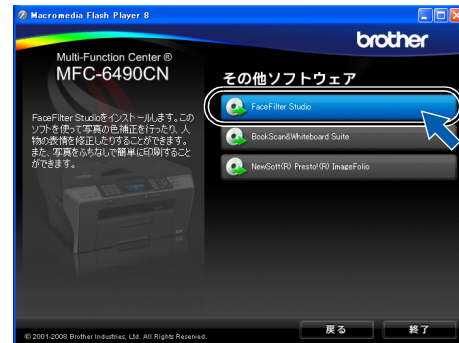 Macromedia Flash Player 8
brother
Multi-Function Center ®
MFC-6490CN
その他ソフトウェア
FaceFilter Studioをインストールします。この
ソフトを使って写真の色補正を行ったり、人
物の表情を修正したりすることができます。
また、写真をふちなしで簡単に印刷すること
ができます。
FaceFilter Studio
BookScan&Whiteboard Suite
NewSoft(R) Presto!(R) ImageFolio
© 2001-2008 Brother Industries, Ltd. All Rights Reserved.
戻る
終了